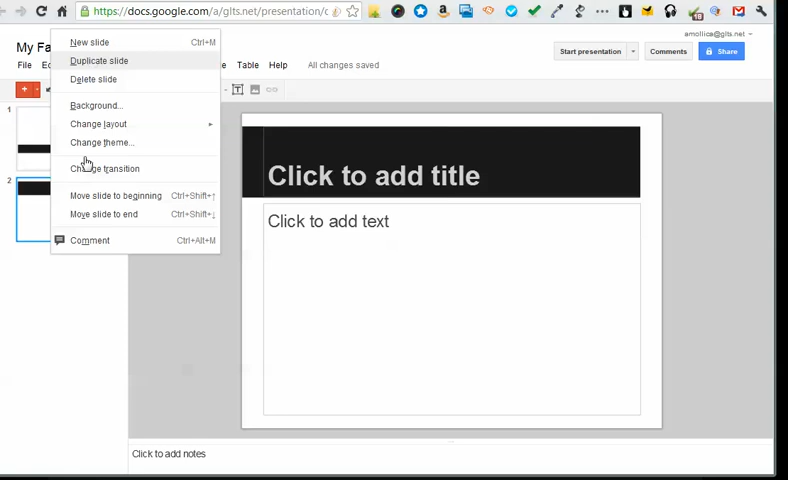 https://docs.google.com/a/glts.net/presentation/c
18
amollica@glts.net
My Fa
File
Table
Help
All changes saved
Start presentation
Comments
Share
New slide Ctrl+M
Duplicate slide
Delete slide
Background...
Change layout
Change theme...
Change transition
Move slide to beginning Ctrl+Shift+↑
Move slide to end Ctrl+Shift+↓
Comment Ctrl+Alt+M
1
2
Click to add title
Click to add text
Click to add notes